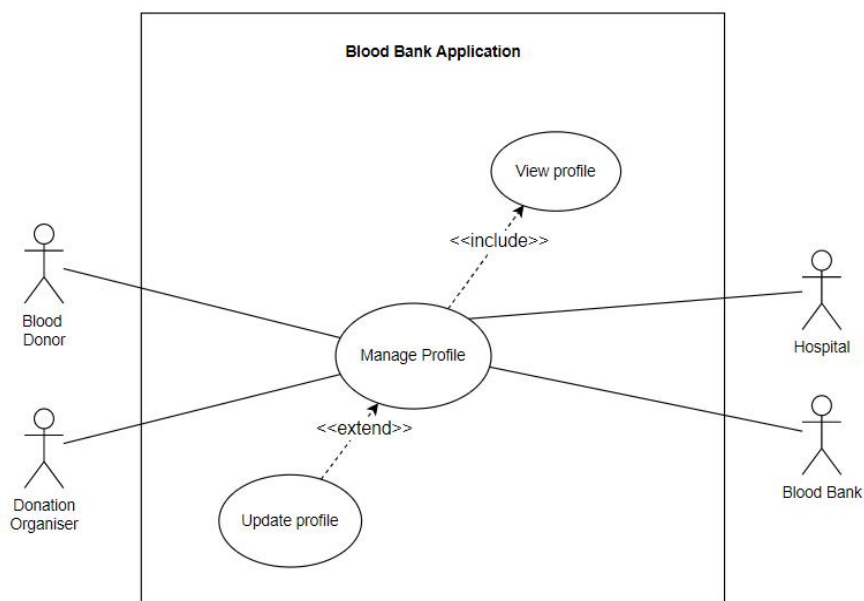 Blood Bank Application
View profile
<<include>>
Blood
Donor
Hospital
Manage Profile
<<extend>>
Donation
Organiser
Blood Bank
Update profile